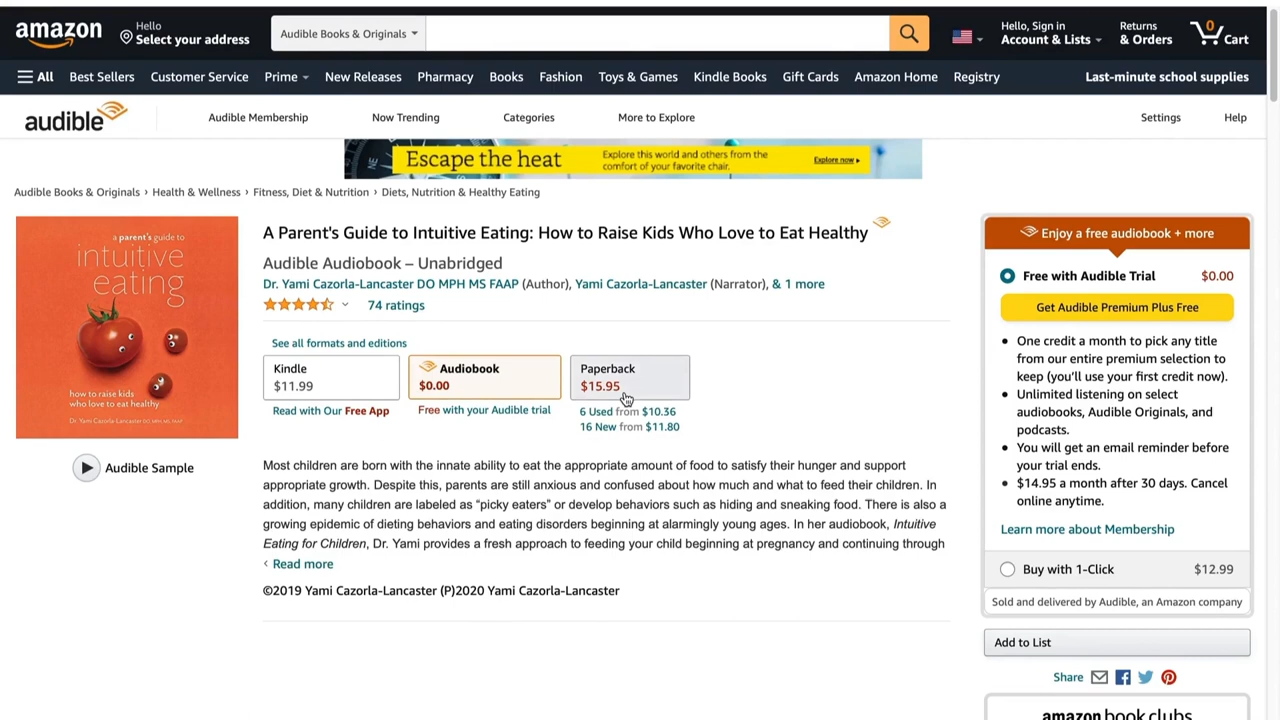 amazon
Hello
Select your address
Audible Books & Originals
Hello, Sign in
Account & Lists
Returns
& Orders
0
Cart
All
Best Sellers
Customer Service
Prime
New Releases
Pharmacy
Books
Fashion
Toys & Games
Kindle Books
Gift Cards
Amazon Home
Registry
Last-minute school supplies
audible
Audible Membership
Now Trending
Categories
More to Explore
Settings
Help
NE
Escape the heat
Explore this world and others from the
comfort of your favorite chair.
Explore now ▸
Audible Books & Originals › Health & Wellness › Fitness, Diet & Nutrition › Diets, Nutrition & Healthy Eating
a parent's guide to
intuitive
eating
how to raise kids
who love to eat healthy
Dr. Yami Cazorla-Lancaster DO, MPH, MS, FAAP
Audible Sample
A Parent's Guide to Intuitive Eating: How to Raise Kids Who Love to Eat Healthy
Audible Audiobook – Unabridged
Dr. Yami Cazorla-Lancaster DO MPH MS FAAP (Author), Yami Cazorla-Lancaster (Narrator), & 1 more
74 ratings
See all formats and editions
Kindle
$11.99
Read with Our Free App
Audiobook
$0.00
Free with your Audible trial
Paperback
$15.95
6 Used from $10.36
16 New from $11.80
Most children are born with the innate ability to eat the appropriate amount of food to satisfy their hunger and support
appropriate growth. Despite this, parents are still anxious and confused about how much and what to feed their children. In
addition, many children are labeled as “picky eaters” or develop behaviors such as hiding and sneaking food. There is also a
growing epidemic of dieting behaviors and eating disorders beginning at alarmingly young ages. In her audiobook, Intuitive
Eating for Children, Dr. Yami provides a fresh approach to feeding your child beginning at pregnancy and continuing through
‹ Read more
©2019 Yami Cazorla-Lancaster (P)2020 Yami Cazorla-Lancaster
Enjoy a free audiobook + more
Free with Audible Trial $0.00
Get Audible Premium Plus Free
• One credit a month to pick any title
from our entire premium selection to
keep (you'll use your first credit now).
• Unlimited listening on select
audiobooks, Audible Originals, and
podcasts.
• You will get an email reminder before
your trial ends.
• $14.95 a month after 30 days. Cancel
online anytime.
Learn more about Membership
Buy with 1-Click $12.99
Sold and delivered by Audible, an Amazon company
Add to List
Share
amazon book clubs